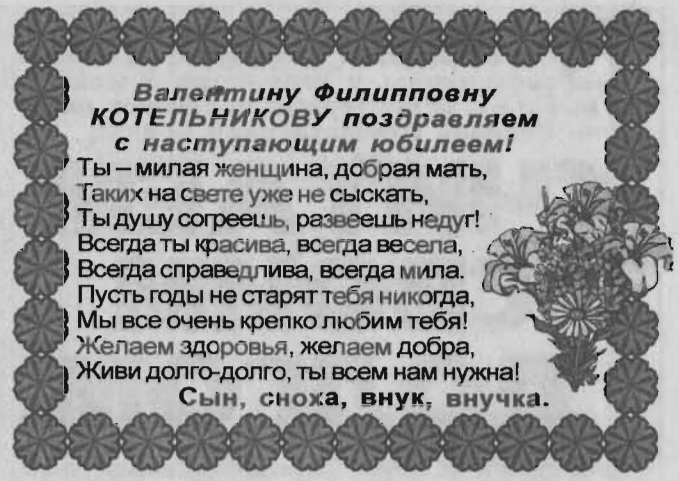 Валентину Филипповну
КОТЕЛЬНИКОВУ поздравляем
с наступающим юбилеем!
Ты – милая женщина, добрая мать,
Таких на свете уже не сыскать,
Ты душу согреешь, развеешь недуг!
Всегда ты красива, всегда весела,
Всегда справедлива, всегда мила.
Пусть годы не старят тебя никогда,
Мы все очень крепко любим тебя!
Желаем здоровья, желаем добра,
Живи долго-долго, ты всем нам нужна!
Сын, сноха, внук, внучка.